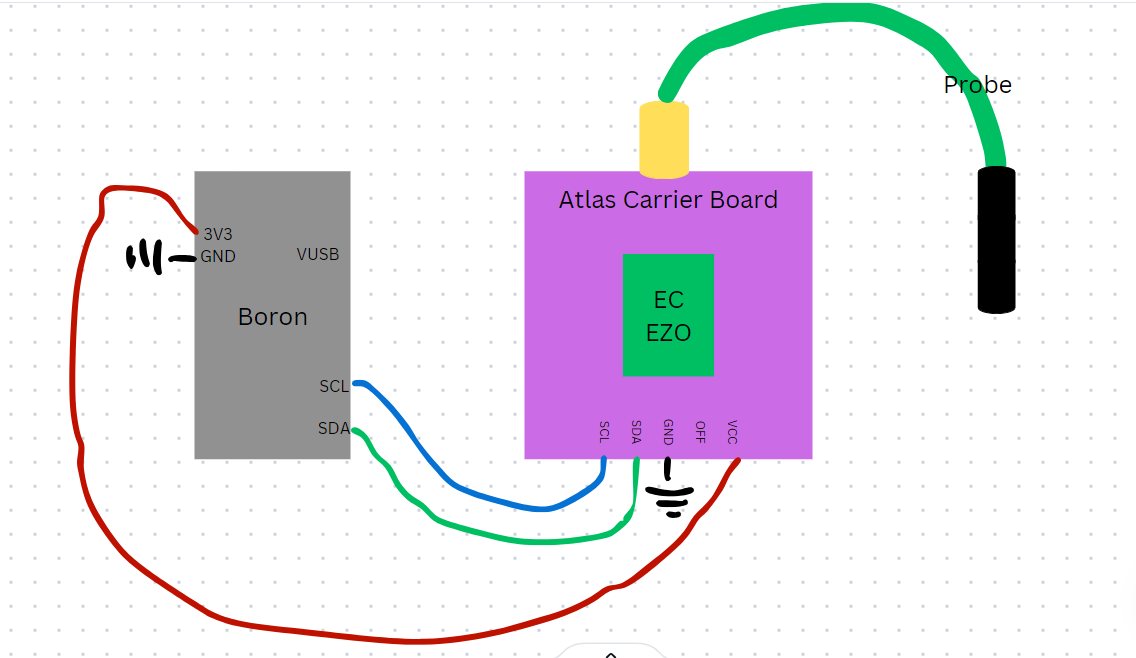 Probe
Atlas Carrier Board
3V3
GND
VUSB
EC
EZO
Boron
SCL
SDA
SCL
SDA
GND
OFF
VCC